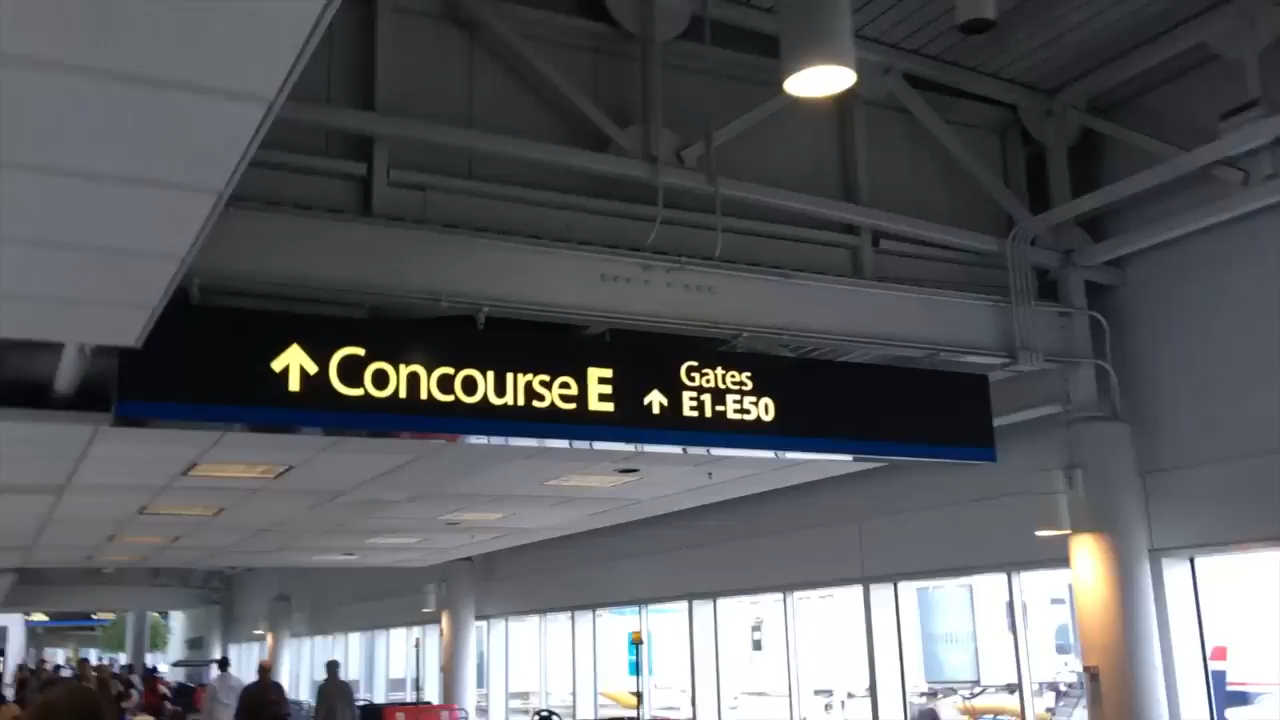 ↑ Concourse E
↑ Gates
E1-E50